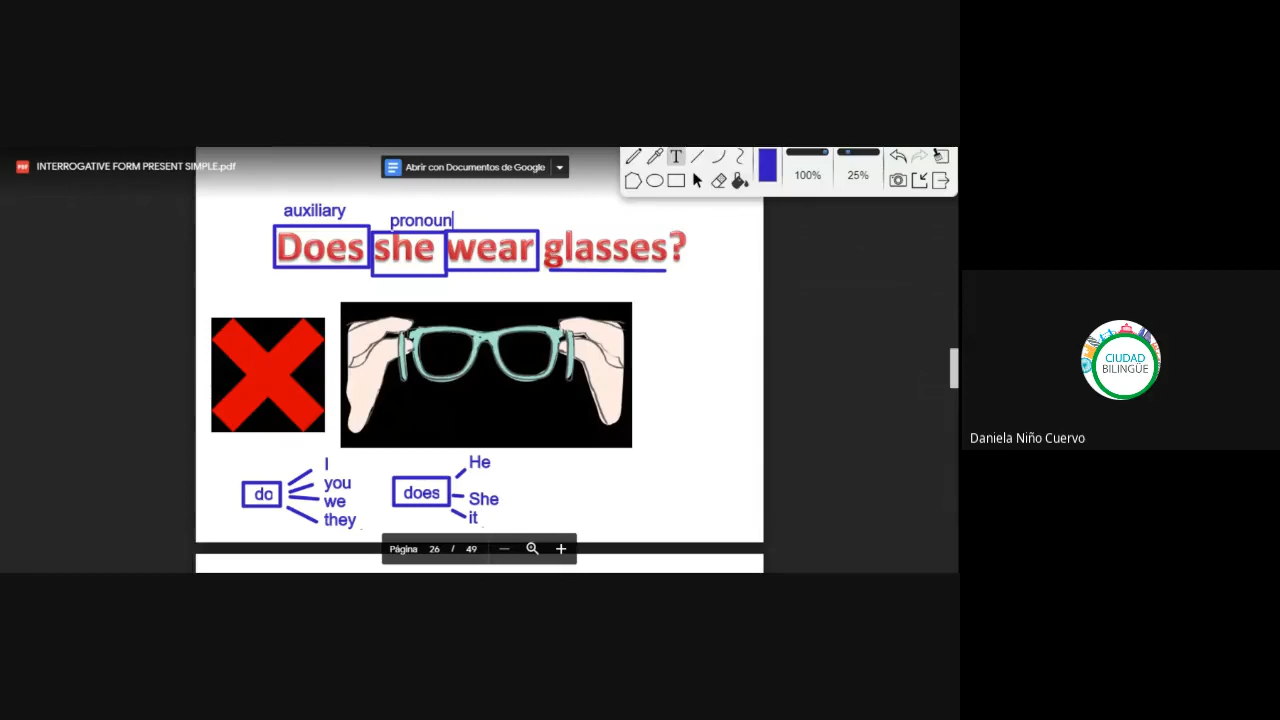 INTERROGATIVE FORM PRESENT SIMPLE.pdf
Abrir con Documentos de Google
100%
25%
auxiliary
pronoun
Does she wear glasses?
I
do
you
we
they
He
does
She
it
Página 26 / 49
CIUDAD
BILINGÜE
Daniela Niño Cuervo